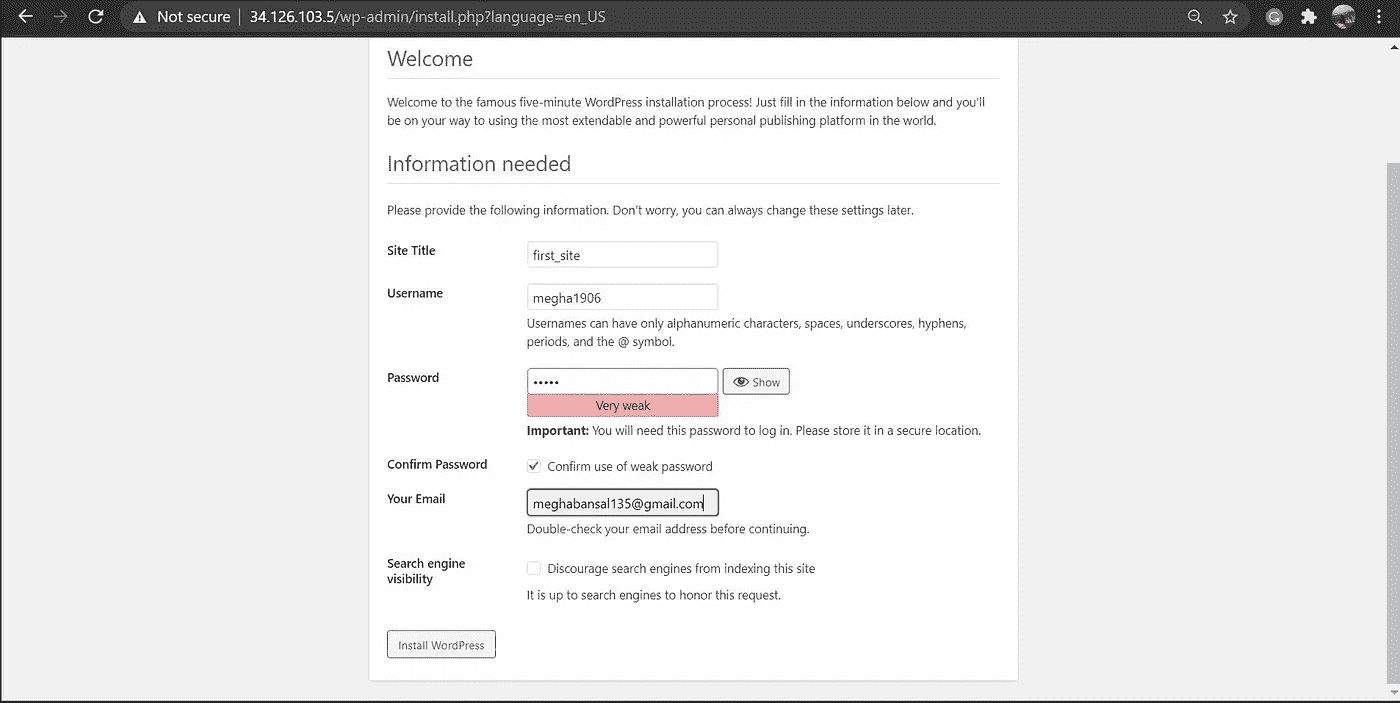 Not secure | 34.126.103.5/wp-admin/install.php?language=en_US
Welcome
Welcome to the famous five-minute WordPress installation process! Just fill in the information below and you'll
be on your way to using the most extendable and powerful personal publishing platform in the world.
Information needed
Please provide the following information. Don't worry, you can always change these settings later.
Site Title
first_site
Username
megha1906
Usernames can have only alphanumeric characters, spaces, underscores, hyphens,
periods, and the @ symbol.
Password
•••••
Show
Very weak
Important: You will need this password to log in. Please store it in a secure location.
Confirm Password
Confirm use of weak password
Your Email
meghabansal135@gmail.com
Double-check your email address before continuing.
Search engine
visibility
Discourage search engines from indexing this site
It is up to search engines to honor this request.
Install WordPress